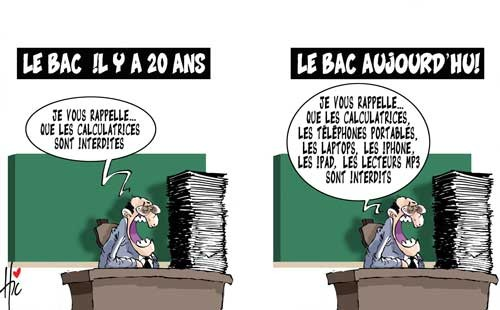 LE BAC IL Y A 20 ANS
JE VOUS RAPPELLE...
QUE LES CALCULATRICES
SONT INTERDITES
LE BAC AUJOURD'HUI
JE VOUS RAPPELLE...
QUE LES CALCULATRICES,
LES TÉLÉPHONES PORTABLES,
LES LAPTOPS, LES IPHONE,
LES IPAD, LES LECTEURS MP3
SONT INTERDITS
Hic